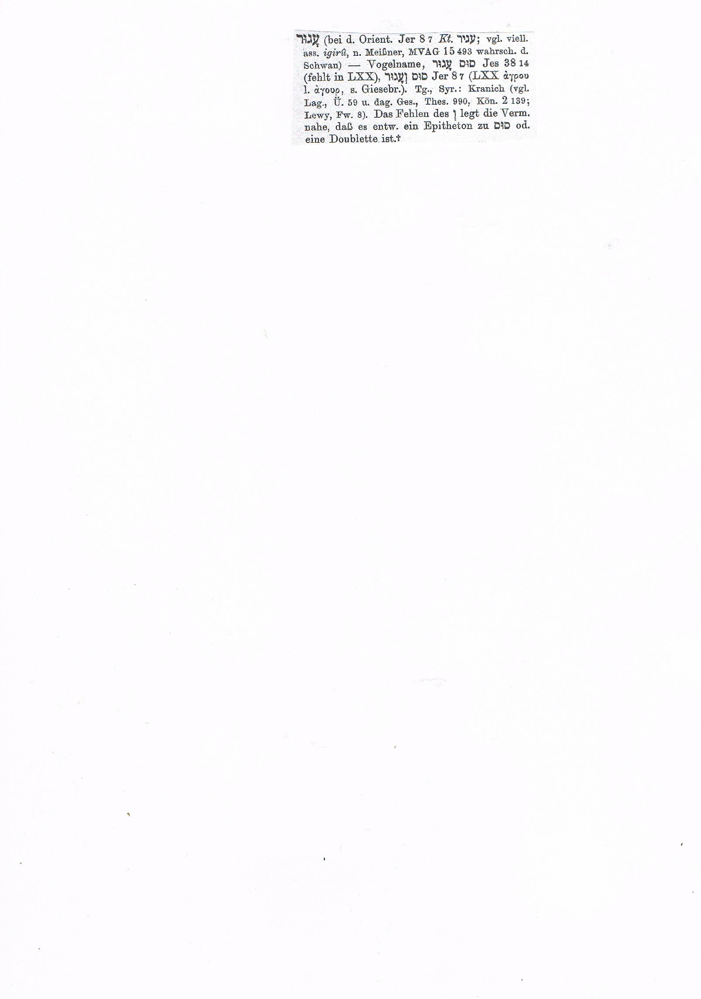 עָגוּר (bei d. Orient. Jer 8 7 Kt. עגיר; vgl. viell.
ass. igirû, n. Meißner, MVAG 15 493 wahrsch. d.
Schwan) — Vogelname, סוּס עָגוּר Jes 38 14
(fehlt in LXX), סוּס וְעָגוּר Jer 8 7 (LXX ἀγρου
l. ἀγουρ, s. Giesebr.). Tg., Syr.: Kranich (vgl.
Lag., Ü. 59 u. dag. Ges., Thes. 990, Kön. 2 139;
Lewy, Fw. 8). Das Fehlen des וְ legt die Verm.
nahe, daß es entw. ein Epitheton zu סוּס od.
eine Doublette ist.†